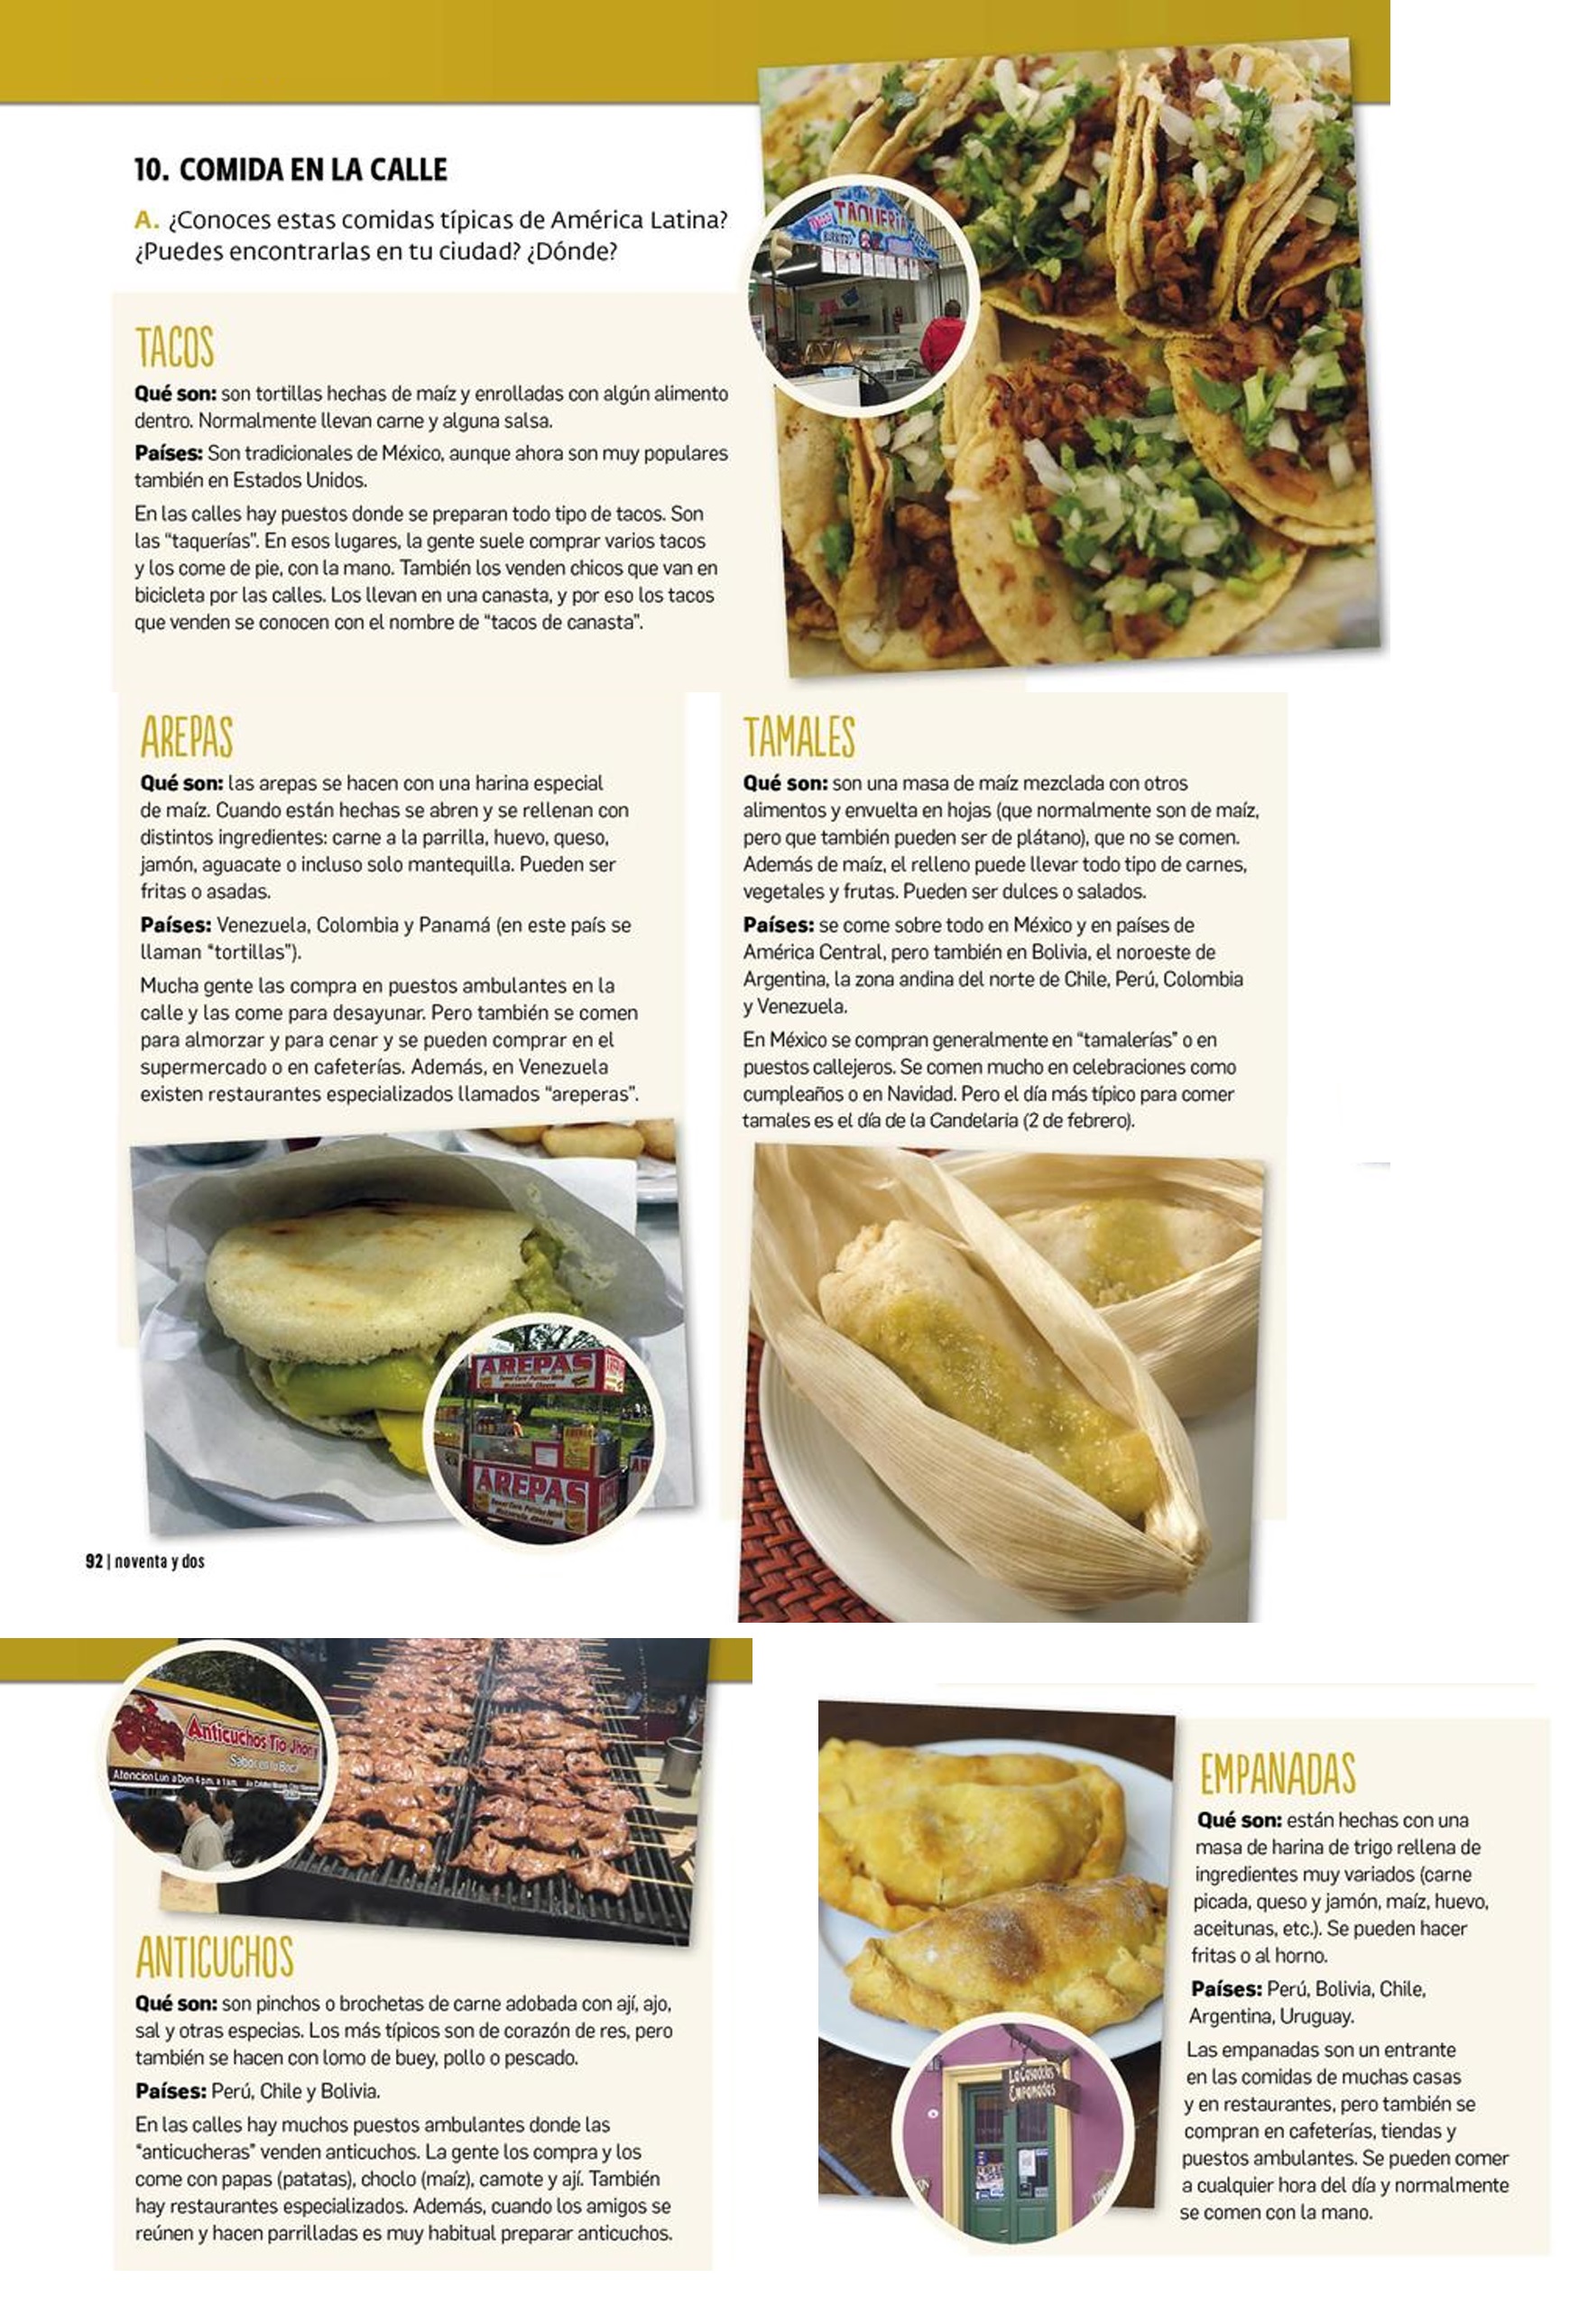 10. COMIDA EN LA CALLE
A. ¿Conoces estas comidas típicas de América Latina?
¿Puedes encontrarlas en tu ciudad? ¿Dónde?
TAQUERIA
TACOS
Qué son: son tortillas hechas de maíz y enrolladas con algún alimento
dentro. Normalmente llevan carne y alguna salsa.
Países: Son tradicionales de México, aunque ahora son muy populares
también en Estados Unidos.
En las calles hay puestos donde se preparan todo tipo de tacos. Son
las “taquerías”. En esos lugares, la gente suele comprar varios tacos
y los come de pie, con la mano. También los venden chicos que van en
bicicleta por las calles. Los llevan en una canasta, y por eso los tacos
que venden se conocen con el nombre de “tacos de canasta”.
AREPAS
Qué son: las arepas se hacen con una harina especial
de maíz. Cuando están hechas se abren y se rellenan con
distintos ingredientes: carne a la parrilla, huevo, queso,
jamón, aguacate o incluso solo mantequilla. Pueden ser
fritas o asadas.
Países: Venezuela, Colombia y Panamá (en este país se
llaman “tortillas”).
Mucha gente las compra en puestos ambulantes en la
calle y las come para desayunar. Pero también se comen
para almorzar y para cenar y se pueden comprar en el
supermercado o en cafeterías. Además, en Venezuela
existen restaurantes especializados llamados “areperas”.
AREPAS
Sweet Corn Patties With
Mozzarella Cheese
AREPAS
Sweet Corn Patties With
Mozzarella Cheese
TAMALES
Qué son: son una masa de maíz mezclada con otros
alimentos y envuelta en hojas (que normalmente son de maíz,
pero que también pueden ser de plátano), que no se comen.
Además de maíz, el relleno puede llevar todo tipo de carnes,
vegetales y frutas. Pueden ser dulces o salados.
Países: se come sobre todo en México y en países de
América Central, pero también en Bolivia, el noroeste de
Argentina, la zona andina del norte de Chile, Perú, Colombia
y Venezuela.
En México se compran generalmente en “tamalerías” o en
puestos callejeros. Se comen mucho en celebraciones como
cumpleaños o en Navidad. Pero el día más típico para comer
tamales es el día de la Candelaria (2 de febrero).
92 | noventa y dos
Anticuchos Tío Jhony
Sabor en tu Boca
Atencion Lun a Dom 4 p.m. a 1 am
ANTICUCHOS
Qué son: son pinchos o brochetas de carne adobada con ají, ajo,
sal y otras especias. Los más típicos son de corazón de res, pero
también se hacen con lomo de buey, pollo o pescado.
Países: Perú, Chile y Bolivia.
En las calles hay muchos puestos ambulantes donde las
“anticucheras” venden anticuchos. La gente los compra y los
come con papas (patatas), choclo (maíz), camote y ají. También
hay restaurantes especializados. Además, cuando los amigos se
reúnen y hacen parrilladas es muy habitual preparar anticuchos.
EMPANADAS
Qué son: están hechas con una
masa de harina de trigo rellena de
ingredientes muy variados (carne
picada, queso y jamón, maíz, huevo,
aceitunas, etc.). Se pueden hacer
fritas o al horno.
Países: Perú, Bolivia, Chile,
Argentina, Uruguay.
Las empanadas son un entrante
en las comidas de muchas casas
y en restaurantes, pero también se
compran en cafeterías, tiendas y
puestos ambulantes. Se pueden comer
a cualquier hora del día y normalmente
se comen con la mano.
La Casa de las
Empanadas